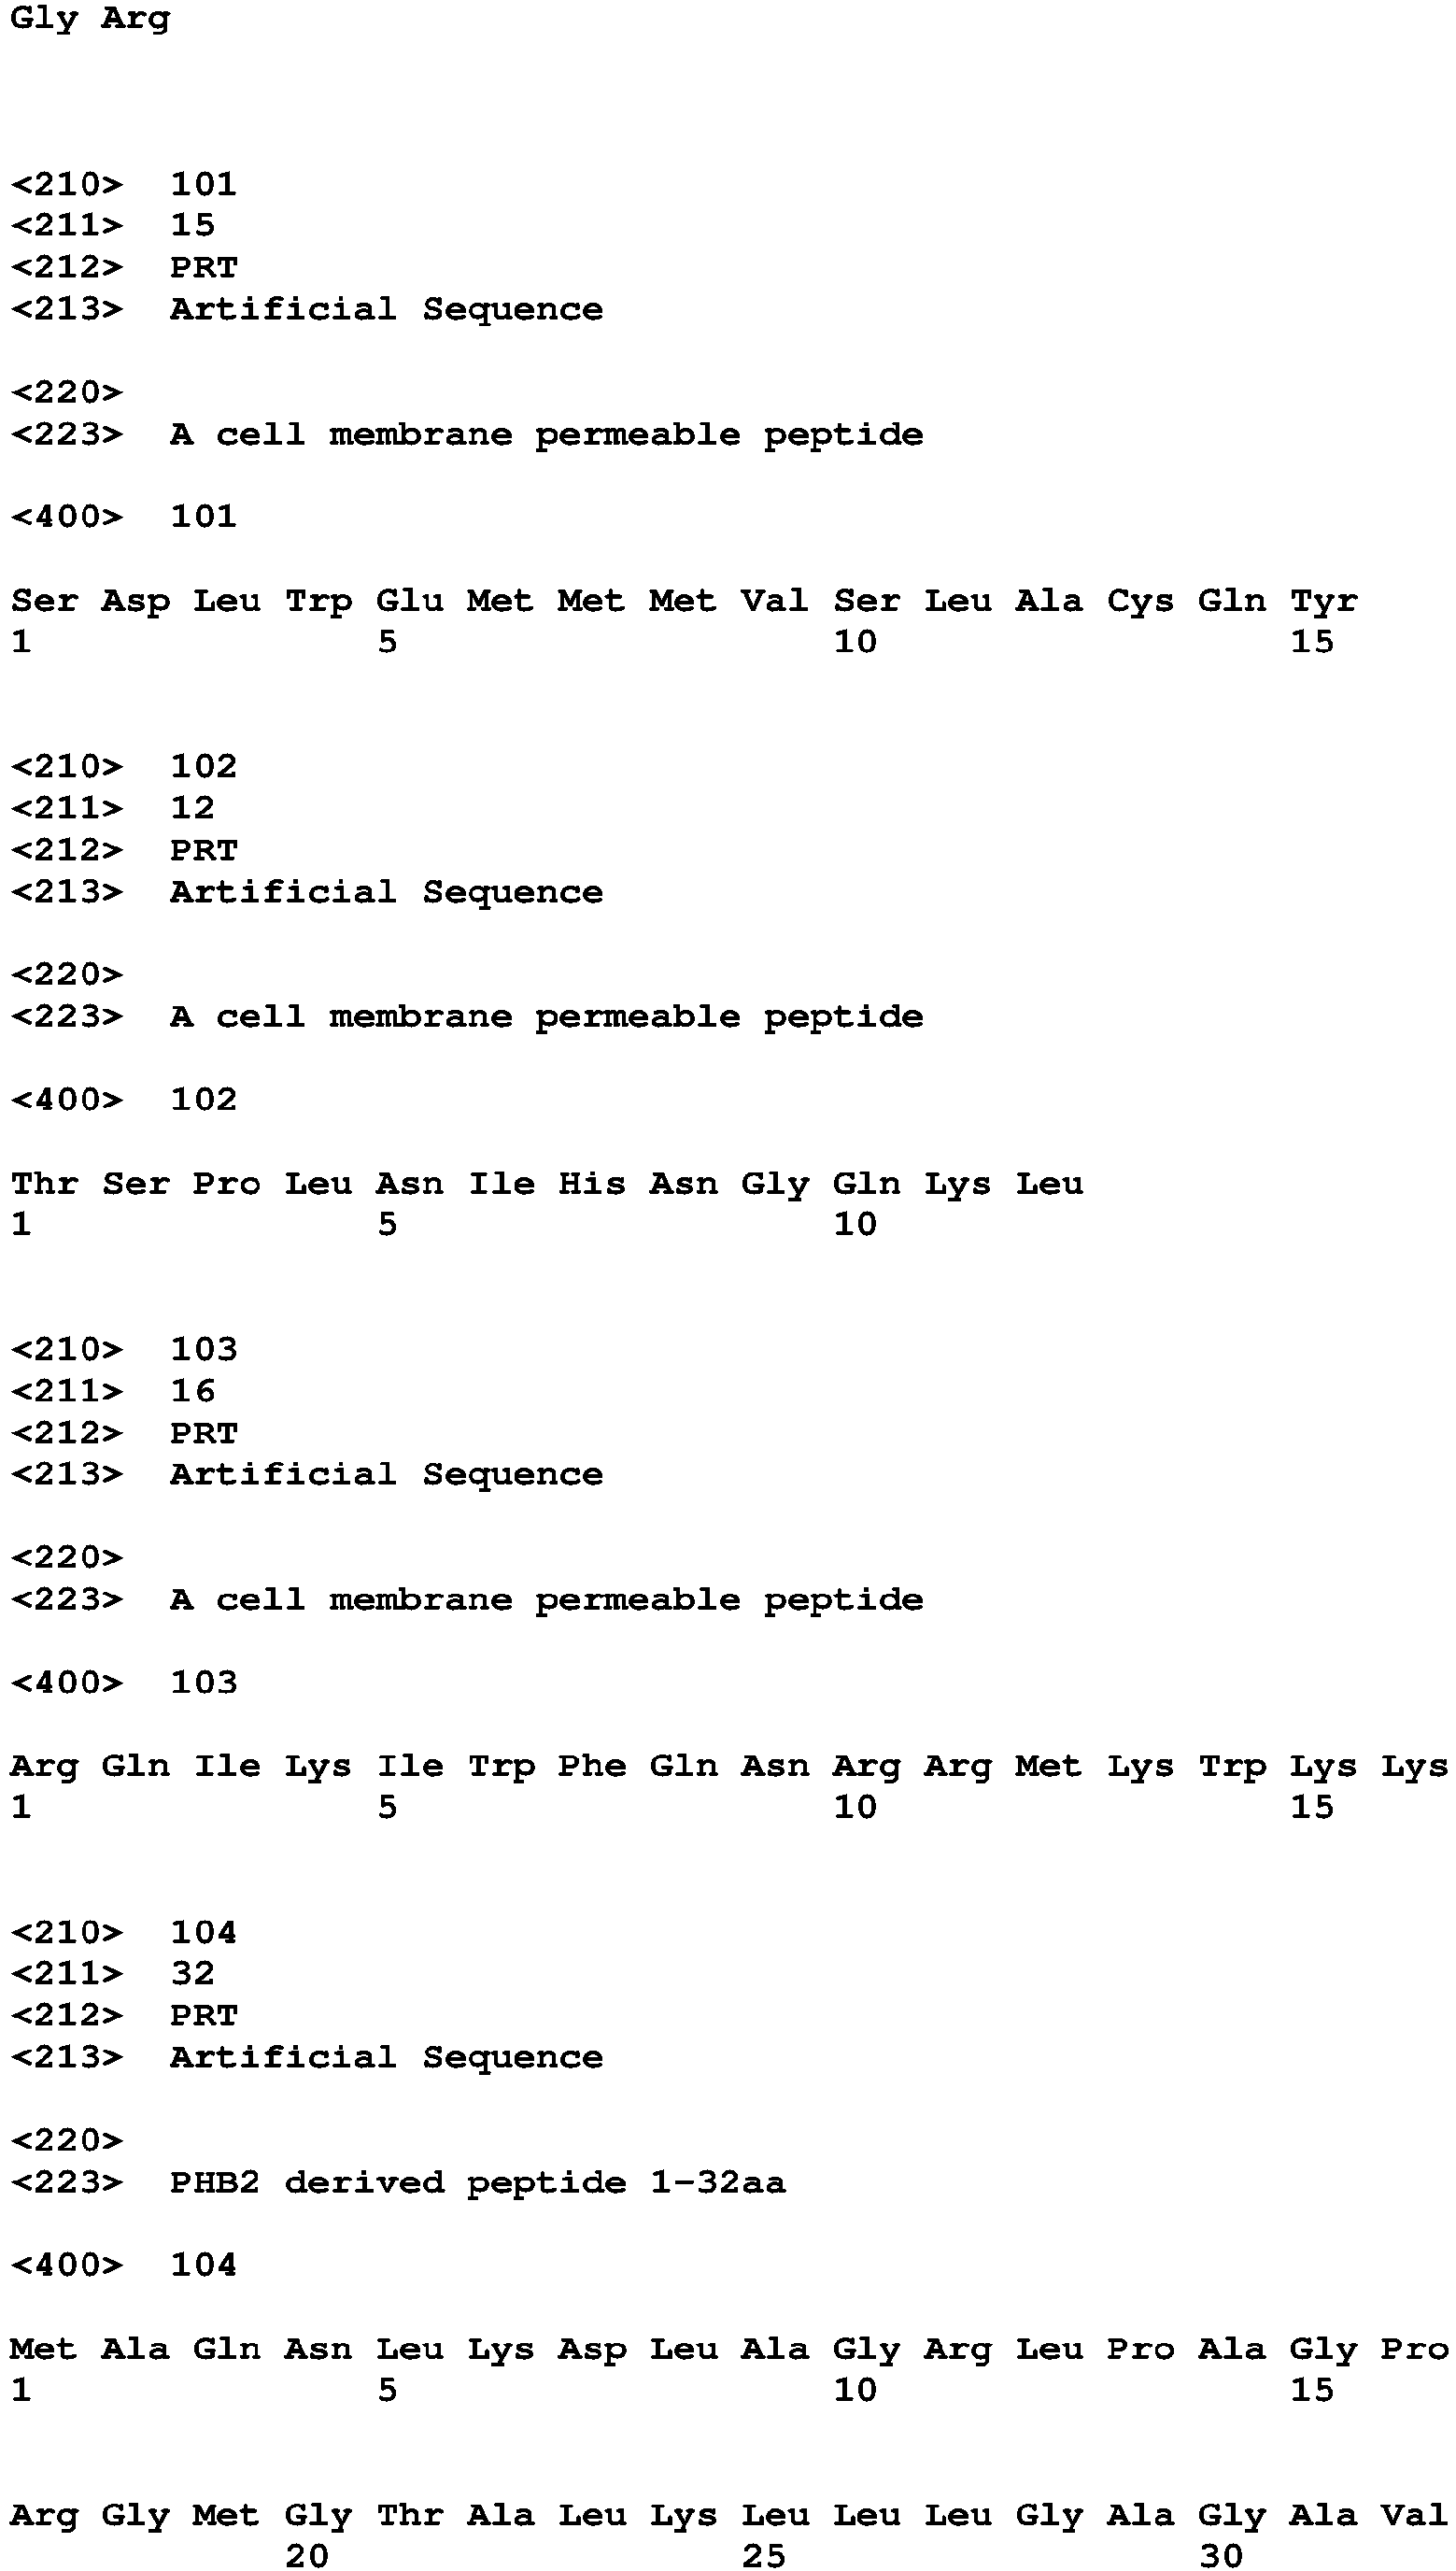 Gly Arg
<210> 101
<211> 15
<212> PRT
<213> Artificial Sequence
<220>
<223> A cell membrane permeable peptide
<400> 101
Ser Asp Leu Trp Glu Met Met Met Val Ser Leu Ala Cys Gln Tyr
1 5 10 15
<210> 102
<211> 12
<212> PRT
<213> Artificial Sequence
<220>
<223> A cell membrane permeable peptide
<400> 102
Thr Ser Pro Leu Asn Ile His Asn Gly Gln Lys Leu
1 5 10
<210> 103
<211> 16
<212> PRT
<213> Artificial Sequence
<220>
<223> A cell membrane permeable peptide
<400> 103
Arg Gln Ile Lys Ile Trp Phe Gln Asn Arg Arg Met Lys Trp Lys Lys
1 5 10 15
<210> 104
<211> 32
<212> PRT
<213> Artificial Sequence
<220>
<223> PHB2 derived peptide 1-32aa
<400> 104
Met Ala Gln Asn Leu Lys Asp Leu Ala Gly Arg Leu Pro Ala Gly Pro
1 5 10 15
Arg Gly Met Gly Thr Ala Leu Lys Leu Leu Leu Gly Ala Gly Ala Val
20 25 30